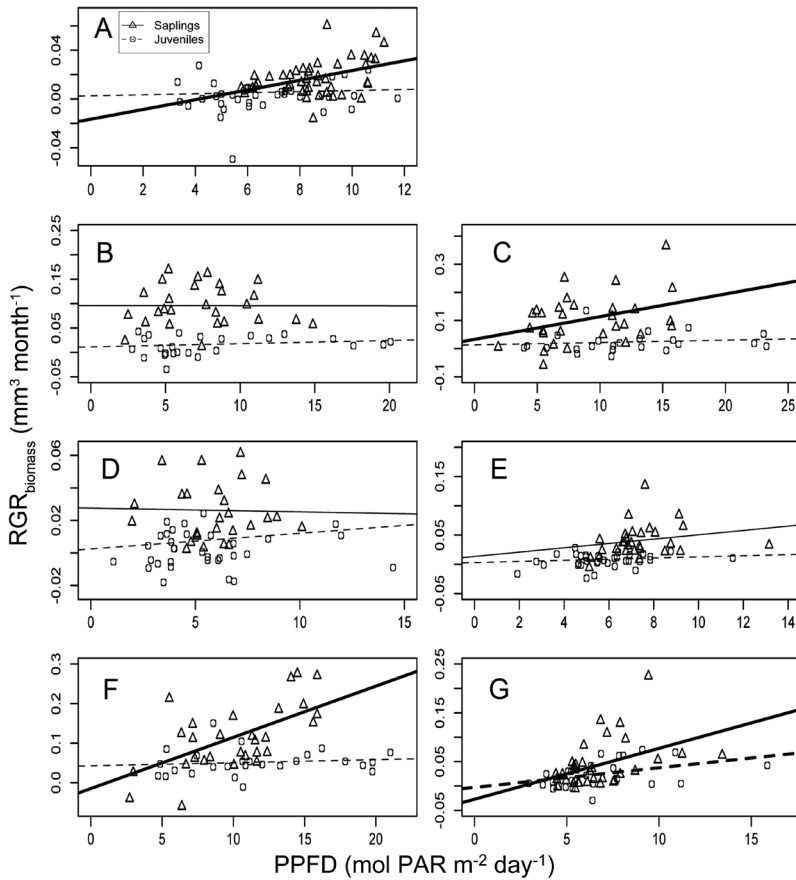 A
Saplings
Juveniles
-0.04 0.00 0.04
0 2 4 6 8 10 12
B
-0.05 0.05 0.15 0.25
0 5 10 15 20
C
-0.1 0.1 0.3
0 5 10 15 20 25
RGRbiomass (mm³ month⁻¹)
D
-0.02 0.02 0.06
0 5 10 15
E
-0.05 0.05 0.15
0 2 4 6 8 10 12 14
F
0.0 0.1 0.2 0.3
0 5 10 15 20
G
-0.05 0.05 0.15 0.25
0 5 10 15
PPFD (mol PAR m⁻² day⁻¹)